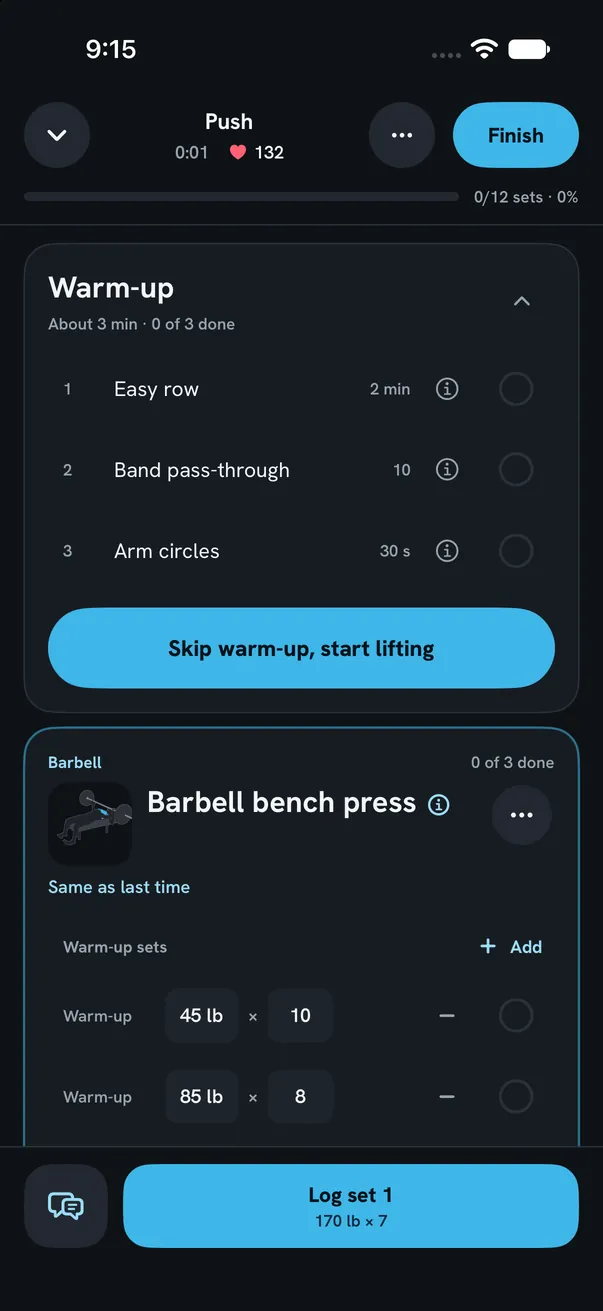 9:15
Push
0:01 132
Finish
0/12 sets · 0%
Warm-up
About 3 min · 0 of 3 done
1 Easy row 2 min
2 Band pass-through 10
3 Arm circles 30 s
Skip warm-up, start lifting
Barbell 0 of 3 done
Barbell bench press
Same as last time
Warm-up sets + Add
Warm-up 45 lb × 10
Warm-up 85 lb × 8
Log set 1
170 lb × 7